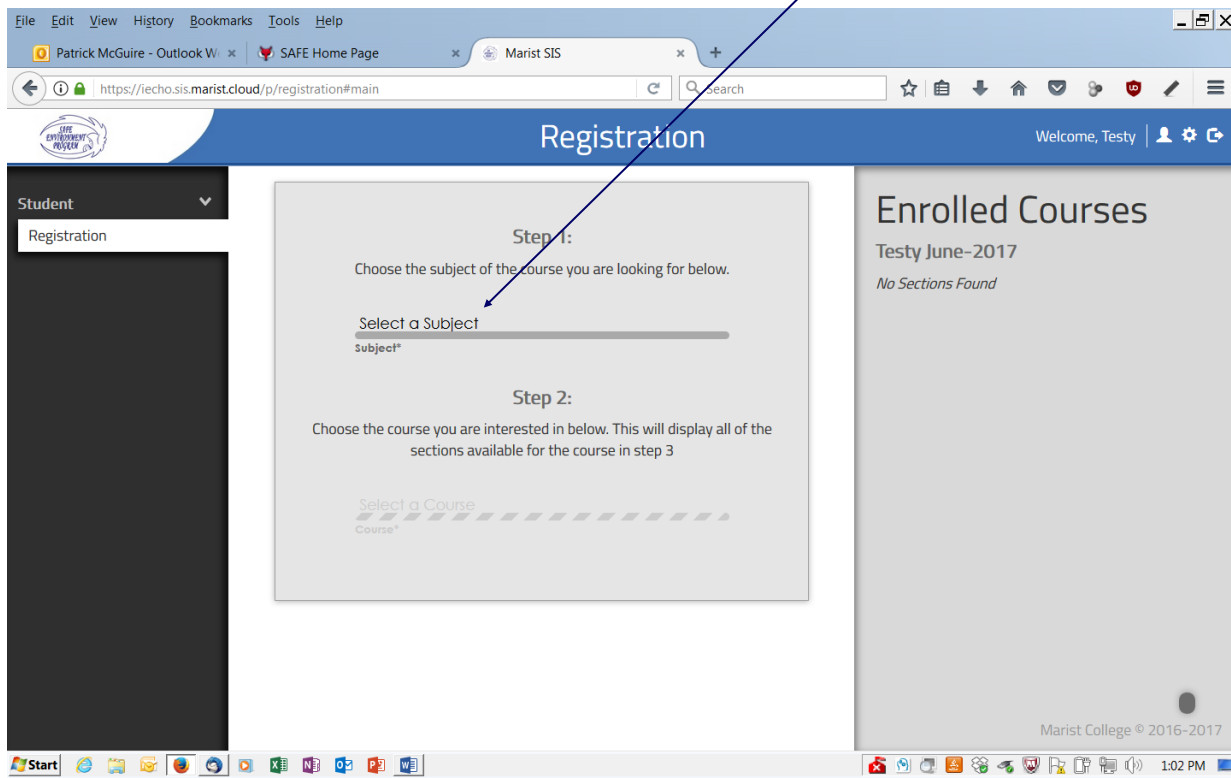 File Edit View History Bookmarks Tools Help
Patrick McGuire - Outlook W
SAFE Home Page
Marist SIS
https://iecho.sis.marist.cloud/p/registration#main
Search
SAFE
ENVIRONMENT
PROGRAM
Registration
Welcome, Testy
Student
Registration
Step 1:
Choose the subject of the course you are looking for below.
Select a Subject
Subject*
Step 2:
Choose the course you are interested in below. This will display all of the
sections available for the course in step 3
Select a Course
Course*
Enrolled Courses
Testy June-2017
No Sections Found
Marist College © 2016-2017
Start
1:02 PM